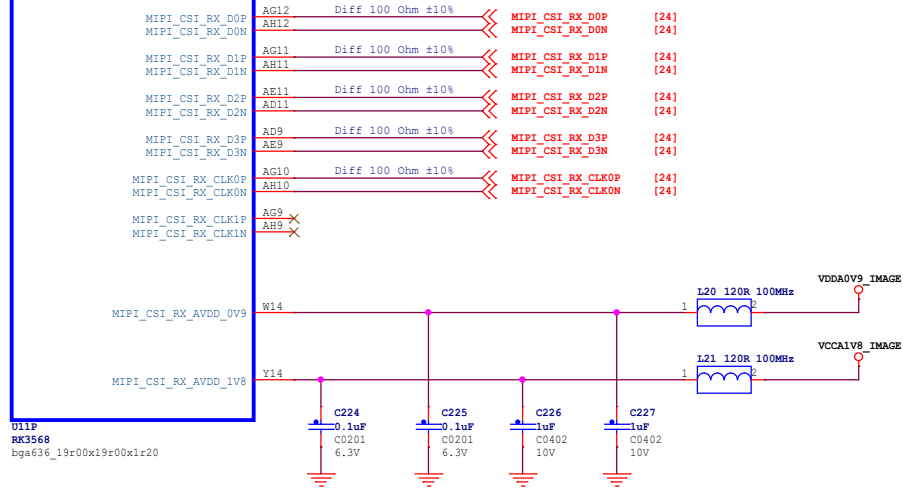 MIPI_CSI_RX_D0P AG12 Diff 100 Ohm ±10% MIPI_CSI_RX_D0P [24]
MIPI_CSI_RX_D0N AH12 MIPI_CSI_RX_D0N [24]
MIPI_CSI_RX_D1P AG11 Diff 100 Ohm ±10% MIPI_CSI_RX_D1P [24]
MIPI_CSI_RX_D1N AH11 MIPI_CSI_RX_D1N [24]
MIPI_CSI_RX_D2P AE11 Diff 100 Ohm ±10% MIPI_CSI_RX_D2P [24]
MIPI_CSI_RX_D2N AD11 MIPI_CSI_RX_D2N [24]
MIPI_CSI_RX_D3P AD9 Diff 100 Ohm ±10% MIPI_CSI_RX_D3P [24]
MIPI_CSI_RX_D3N AE9 MIPI_CSI_RX_D3N [24]
MIPI_CSI_RX_CLK0P AG10 Diff 100 Ohm ±10% MIPI_CSI_RX_CLK0P [24]
MIPI_CSI_RX_CLK0N AH10 MIPI_CSI_RX_CLK0N [24]
MIPI_CSI_RX_CLK1P AG9
MIPI_CSI_RX_CLK1N AH9
VDDA0V9_IMAGE
L20 120R 100MHz
MIPI_CSI_RX_AVDD_0V9 W14 1 2
VCCA1V8_IMAGE
L21 120R 100MHz
MIPI_CSI_RX_AVDD_1V8 Y14 1 2
C224 C225 C226 C227
0.1uF 0.1uF 1uF 1uF
C0201 C0201 C0402 C0402
6.3V 6.3V 10V 10V
U11P
RK3568
bga636_19r00x19r00x1r20